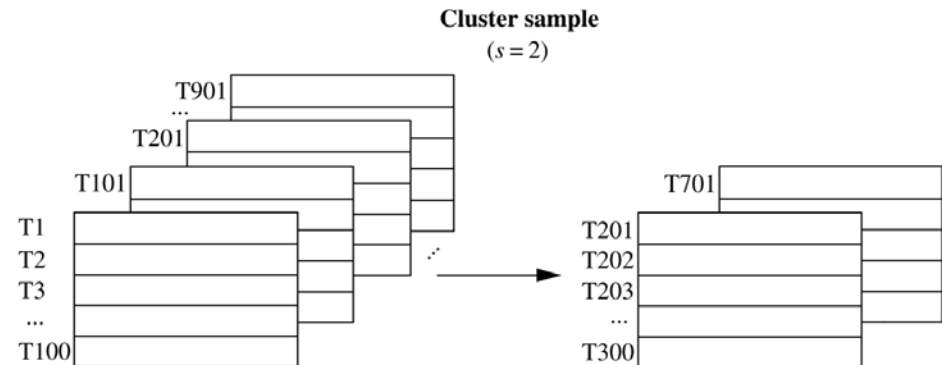 Cluster sample
(s = 2)
T901
...
T201
T101
T1
T2
T3
...
T100
...
T701
T201
T202
T203
...
T300